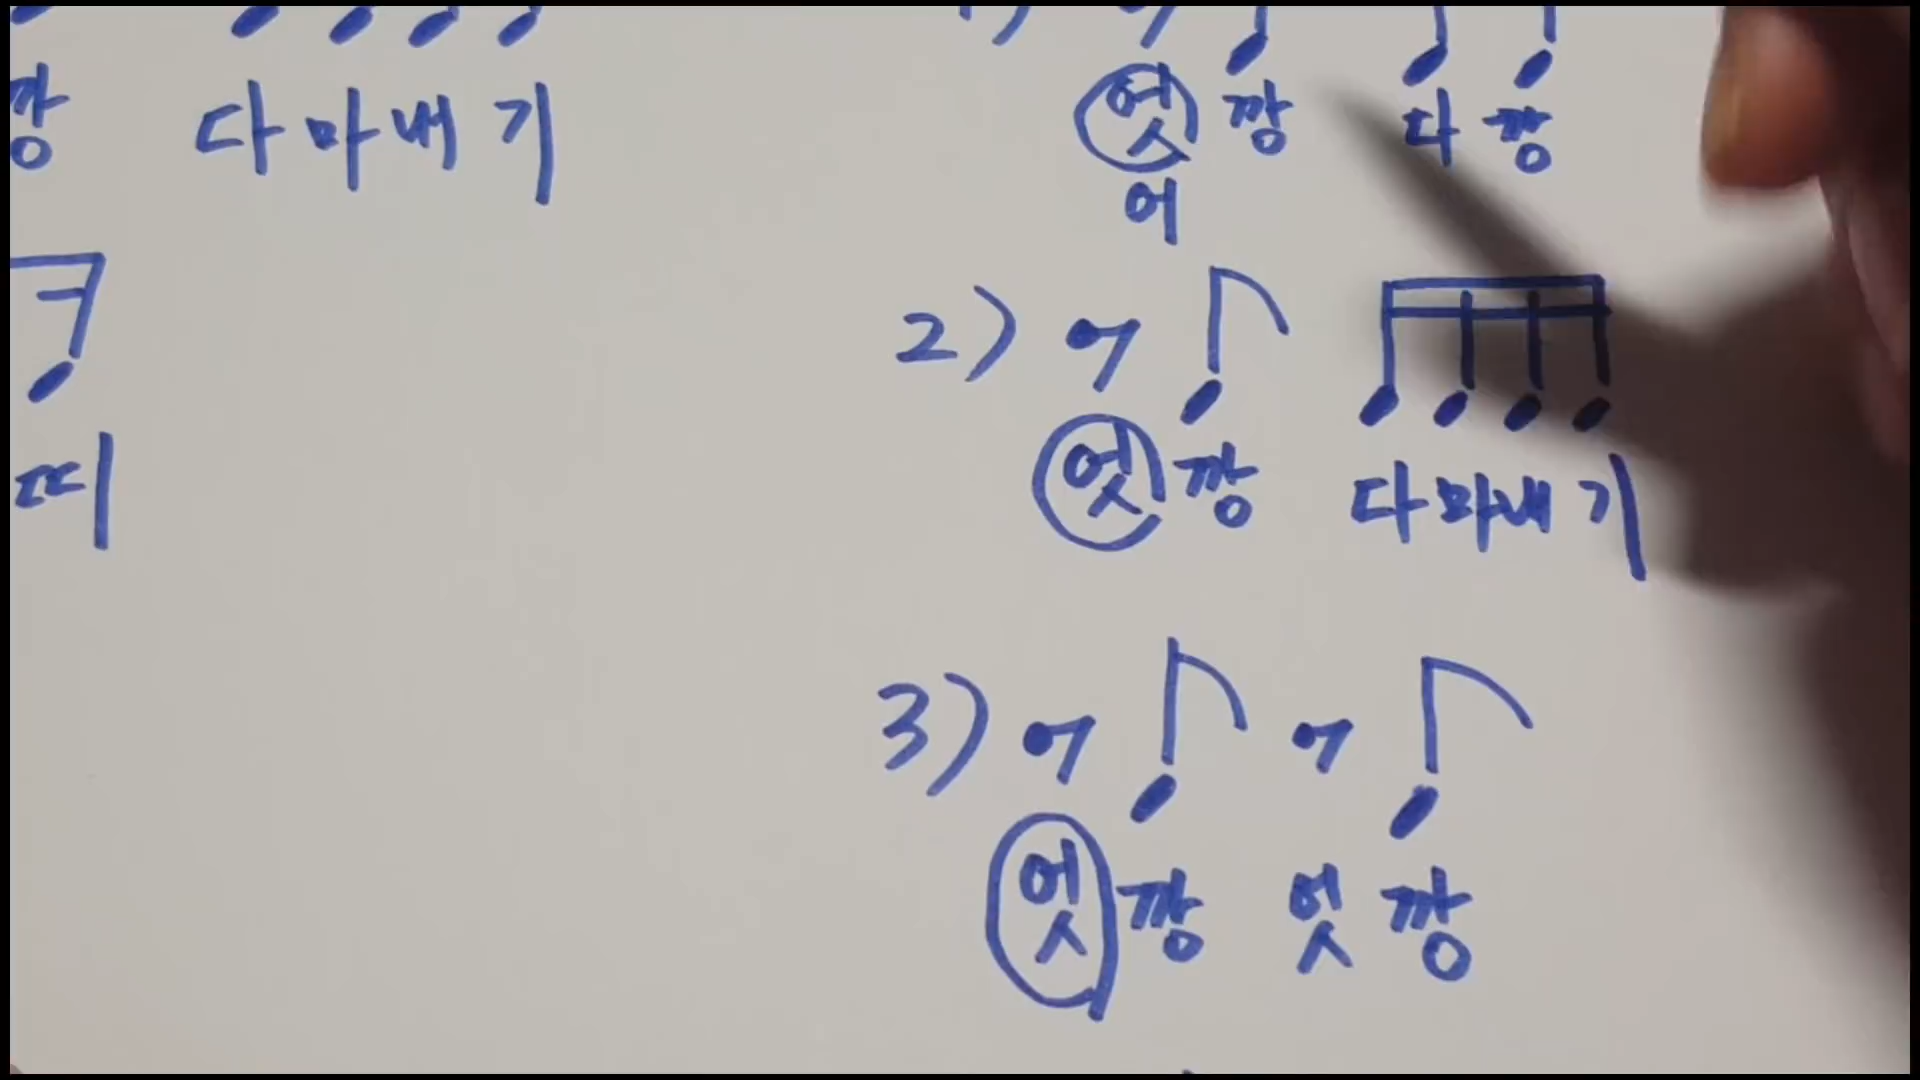 깡 다 마 내 기
띠
1) 엇 깡 다 깡
어
2) 엇 깡 다 마 내 기
3) 엇 깡 엇 깡